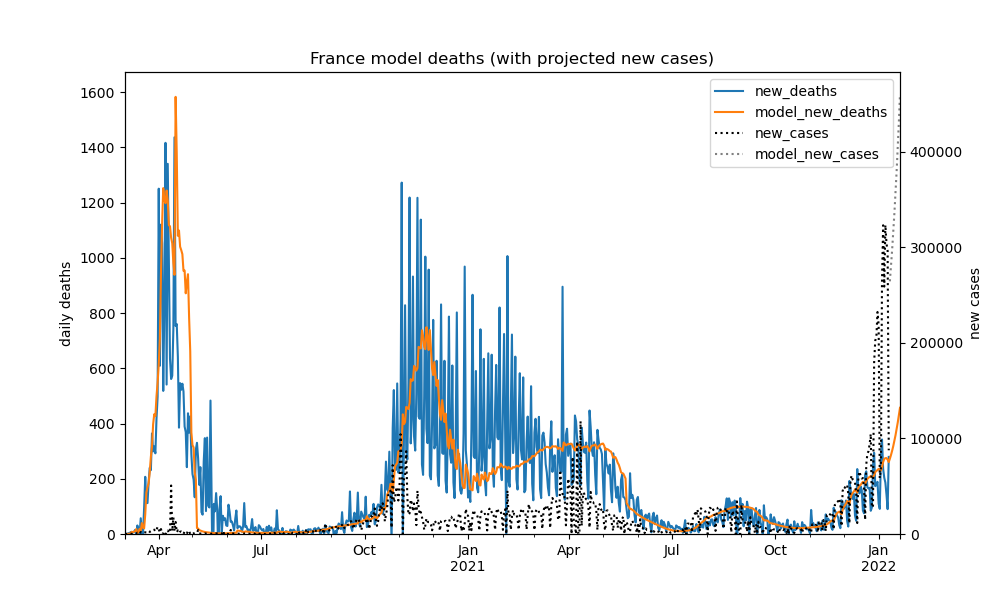 France model deaths (with projected new cases)
new_deaths
model_new_deaths
new_cases
model_new_cases
1600
1400
1200
1000
800
600
400
200
0
daily deaths
400000
300000
200000
100000
0
new cases
Apr
Jul
Oct
Jan
2021
Apr
Jul
Oct
Jan
2022